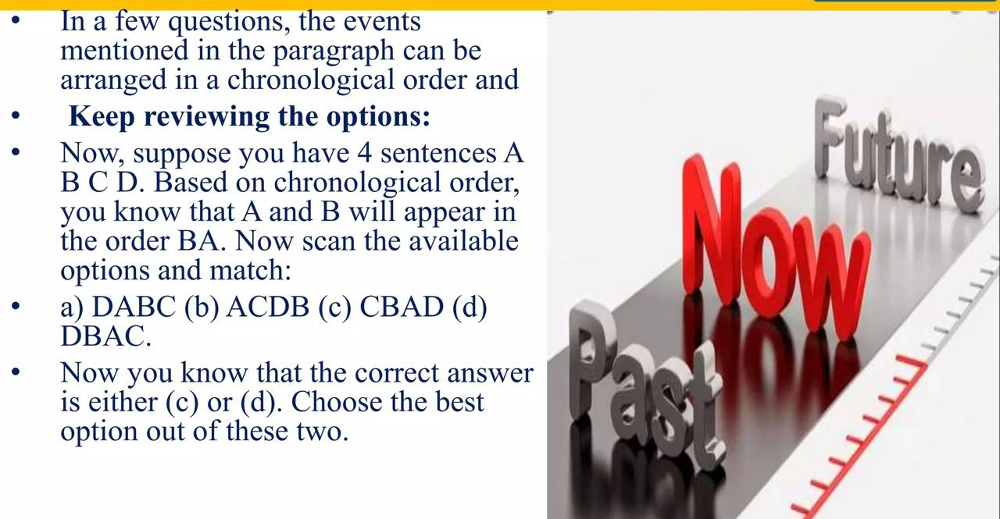 • In a few questions, the events
mentioned in the paragraph can be
arranged in a chronological order and
• Keep reviewing the options:
• Now, suppose you have 4 sentences A
B C D. Based on chronological order,
you know that A and B will appear in
the order BA. Now scan the available
options and match:
• a) DABC (b) ACDB (c) CBAD (d)
DBAC.
• Now you know that the correct answer
is either (c) or (d). Choose the best
option out of these two.
Future
Now
Past